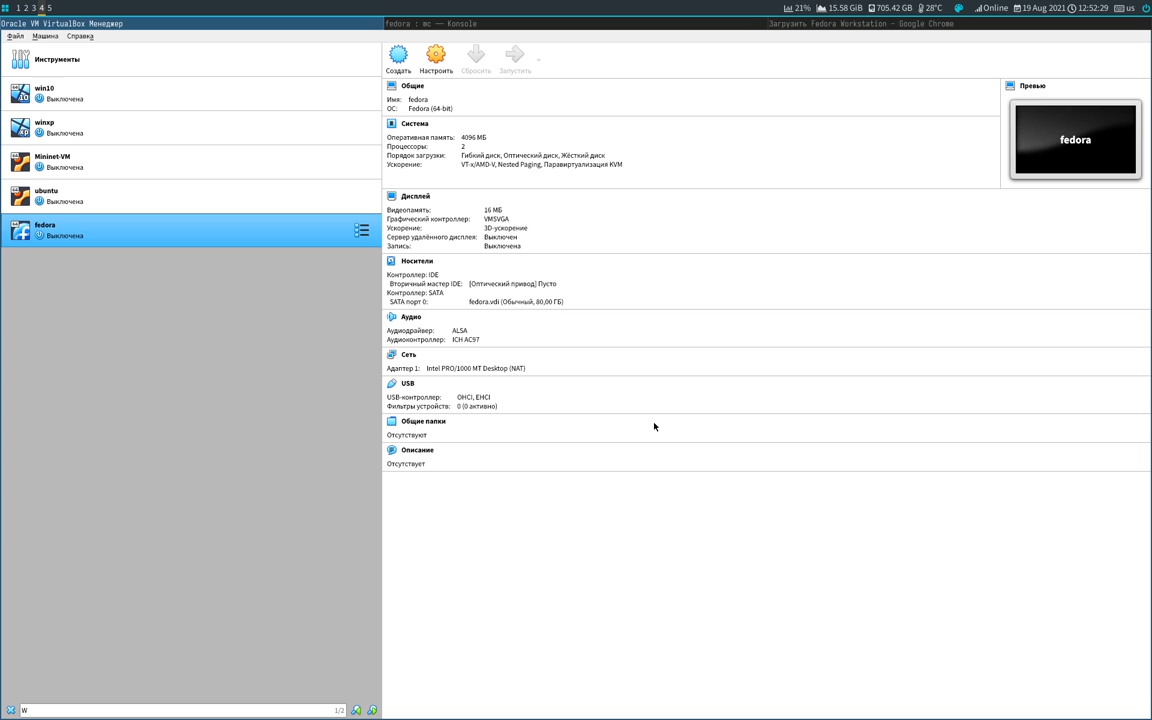 1 2 3 4 5
21% 15.58 GiB 705.42 GB 28°C Online 19 Aug 2021 12:52:29 us
Oracle VM VirtualBox Менеджер
fedora : mc — Konsole
Загрузить Fedora Workstation - Google Chrome
Файл Машина Справка
Инструменты
win10
Выключена
winxp
Выключена
Mininet-VM
Выключена
ubuntu
Выключена
fedora
Выключена
W
1/2
Создать Настроить Сбросить Запустить
Общие
Имя: fedora
ОС: Fedora (64-bit)
Превью
fedora
Система
Оперативная память: 4096 МБ
Процессоры: 2
Порядок загрузки: Гибкий диск, Оптический диск, Жёсткий диск
Ускорение: VT-x/AMD-V, Nested Paging, Паравиртуализация KVM
Дисплей
Видеопамять: 16 МБ
Графический контроллер: VMSVGA
Ускорение: 3D-ускорение
Сервер удалённого дисплея: Выключен
Запись: Выключена
Носители
Контроллер: IDE
Вторичный мастер IDE: [Оптический привод] Пусто
Контроллер: SATA
SATA порт 0: fedora.vdi (Обычный, 80,00 ГБ)
Аудио
Аудиодрайвер: ALSA
Аудиоконтроллер: ICH AC97
Сеть
Адаптер 1: Intel PRO/1000 MT Desktop (NAT)
USB
USB-контроллер: OHCI, EHCI
Фильтры устройств: 0 (0 активно)
Общие папки
Отсутствуют
Описание
Отсутствует